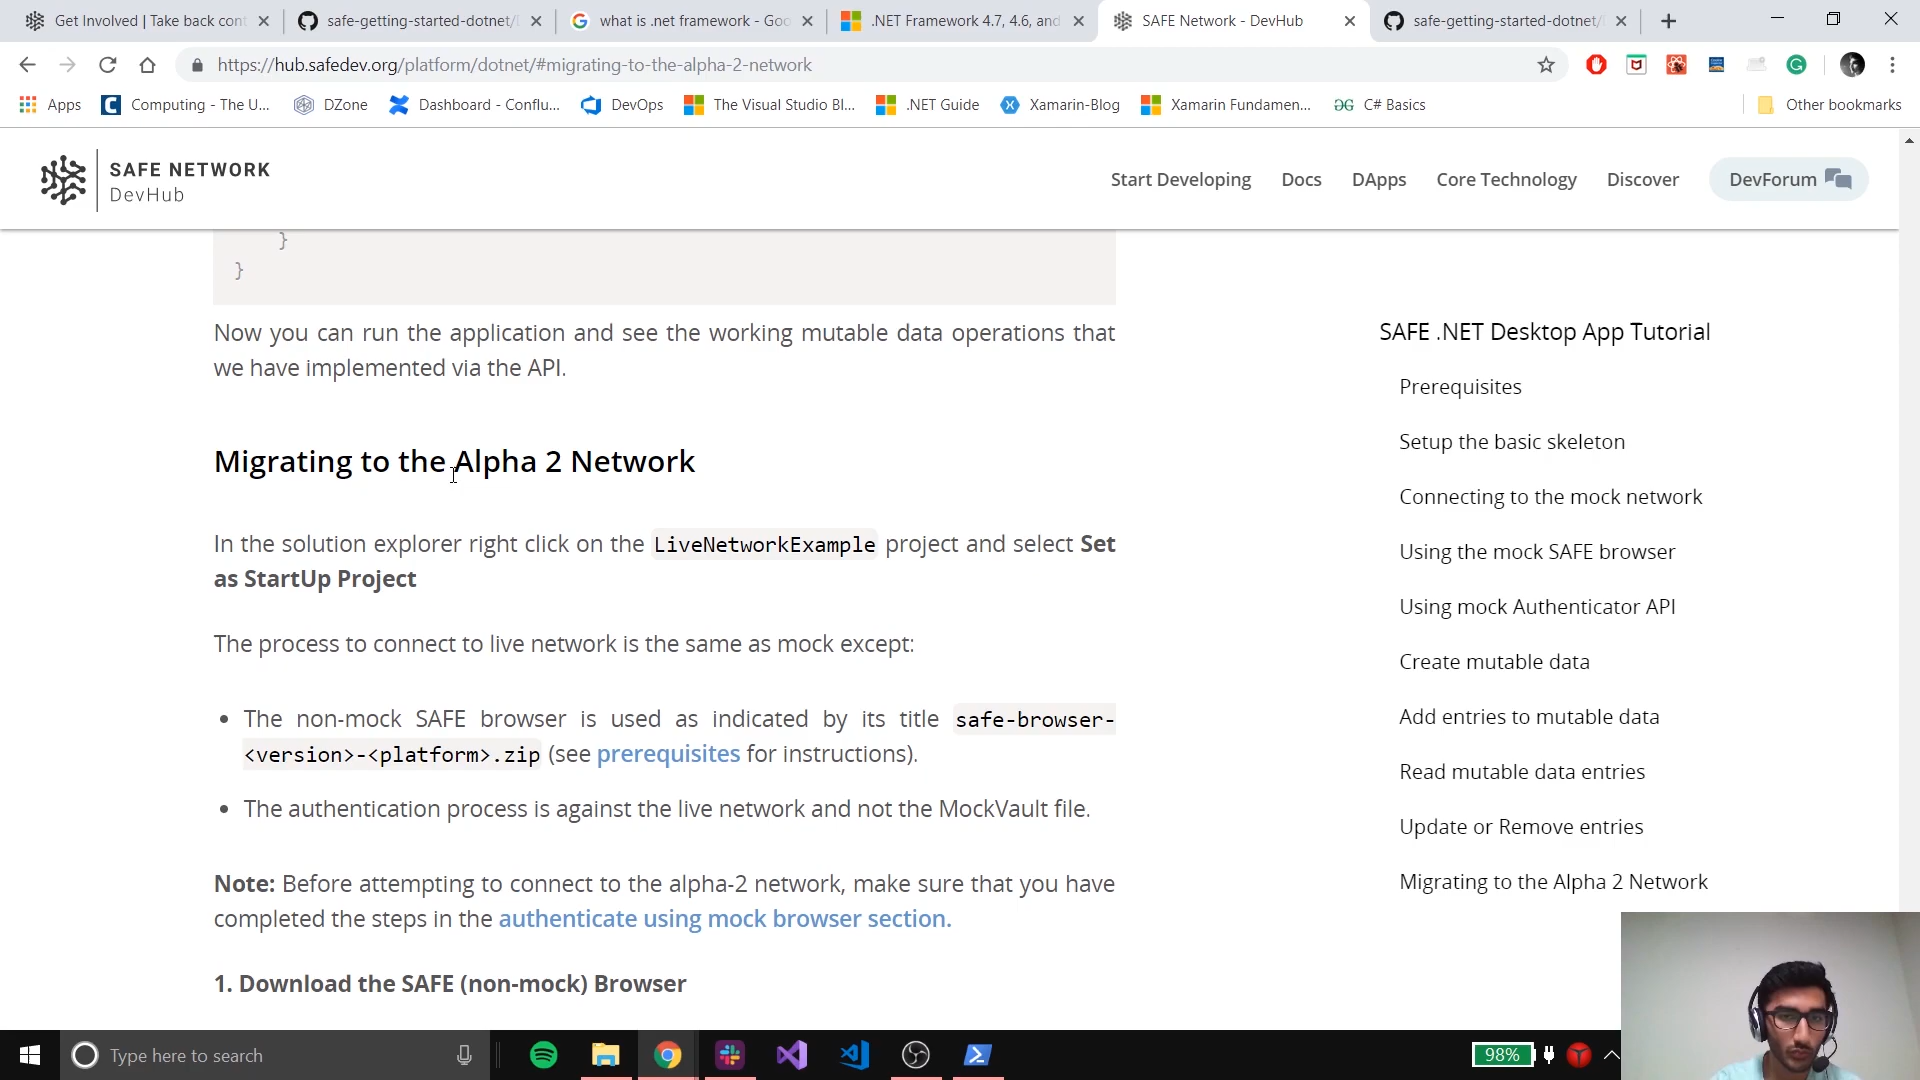 Get Involved | Take back cont
safe-getting-started-dotnet/
what is .net framework - Goo
.NET Framework 4.7, 4.6, and
SAFE Network - DevHub
safe-getting-started-dotnet/
https://hub.safedev.org/platform/dotnet/#migrating-to-the-alpha-2-network
Apps
Computing - The U...
DZone
Dashboard - Conflu...
DevOps
The Visual Studio Bl...
.NET Guide
Xamarin-Blog
Xamarin Fundamen...
C# Basics
Other bookmarks
SAFE NETWORK
DevHub
Start Developing
Docs
DApps
Core Technology
Discover
DevForum
}
}
Now you can run the application and see the working mutable data operations that
we have implemented via the API.
Migrating to the Alpha 2 Network
In the solution explorer right click on the LiveNetworkExample project and select Set
as StartUp Project
The process to connect to live network is the same as mock except:
• The non-mock SAFE browser is used as indicated by its title safe-browser-
<version>-<platform>.zip (see prerequisites for instructions).
• The authentication process is against the live network and not the MockVault file.
Note: Before attempting to connect to the alpha-2 network, make sure that you have
completed the steps in the authenticate using mock browser section.
1. Download the SAFE (non-mock) Browser
SAFE .NET Desktop App Tutorial
Prerequisites
Setup the basic skeleton
Connecting to the mock network
Using the mock SAFE browser
Using mock Authenticator API
Create mutable data
Add entries to mutable data
Read mutable data entries
Update or Remove entries
Migrating to the Alpha 2 Network
Type here to search
98%